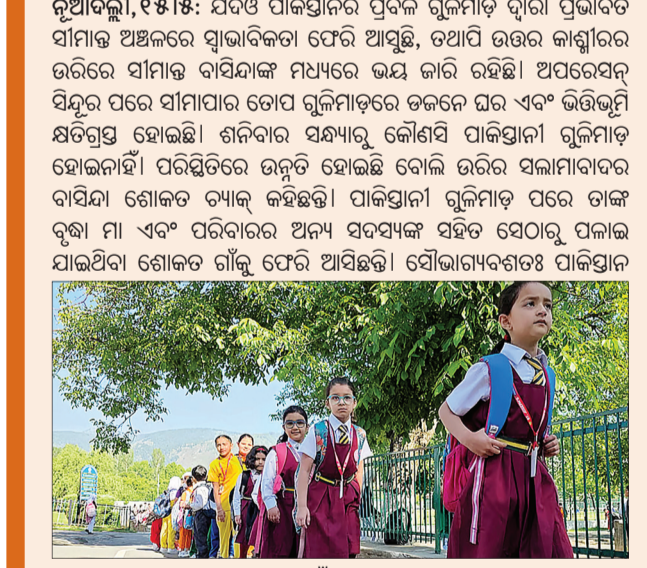 ନୂଆଦିଲ୍ଲୀ,୧୫।୫: ଯଦିଓ ପାକିସ୍ତାନର ପ୍ରବଳ ଗୁଳିମାଡ଼ ଦ୍ୱାରା ପ୍ରଭାବିତ
ସୀମାନ୍ତ ଅଞ୍ଚଳରେ ସ୍ୱାଭାବିକତା ଫେରି ଆସୁଛି, ତଥାପି ଉତ୍ତର କାଶ୍ମୀରର
ଉରିରେ ସୀମାନ୍ତ ବାସିନ୍ଦାଙ୍କ ମଧ୍ୟରେ ଭୟ ଜାରି ରହିଛି। ଅପରେସନ୍
ସିନ୍ଦୂର ପରେ ସୀମାପାର ତୋପ ଗୁଳିମାଡ଼ରେ ଡଜନେ ଘର ଏବଂ ଭିତ୍ତିଭୂମି
କ୍ଷତିଗ୍ରସ୍ତ ହୋଇଛି। ଶନିବାର ସନ୍ଧ୍ୟାରୁ କୌଣସି ପାକିସ୍ତାନୀ ଗୁଳିମାଡ଼
ହୋଇନାହିଁ। ପରିସ୍ଥିତିରେ ଉନ୍ନତି ହୋଇଛି ବୋଲି ଉରିର ସଲାମାବାଦର
ବାସିନ୍ଦା ଶୋକତ ଚ୍ୟାକ୍ କହିଛନ୍ତି। ପାକିସ୍ତାନୀ ଗୁଳିମାଡ଼ ପରେ ତାଙ୍କ
ବୃଦ୍ଧା ମା ଏବଂ ପରିବାରର ଅନ୍ୟ ସଦସ୍ୟଙ୍କ ସହିତ ସେଠାରୁ ପଳାଇ
ଯାଇଥିବା ଶୋକତ ଗାଁକୁ ଫେରି ଆସିଛନ୍ତି। ସୌଭାଗ୍ୟବଶତଃ ପାକିସ୍ତାନ